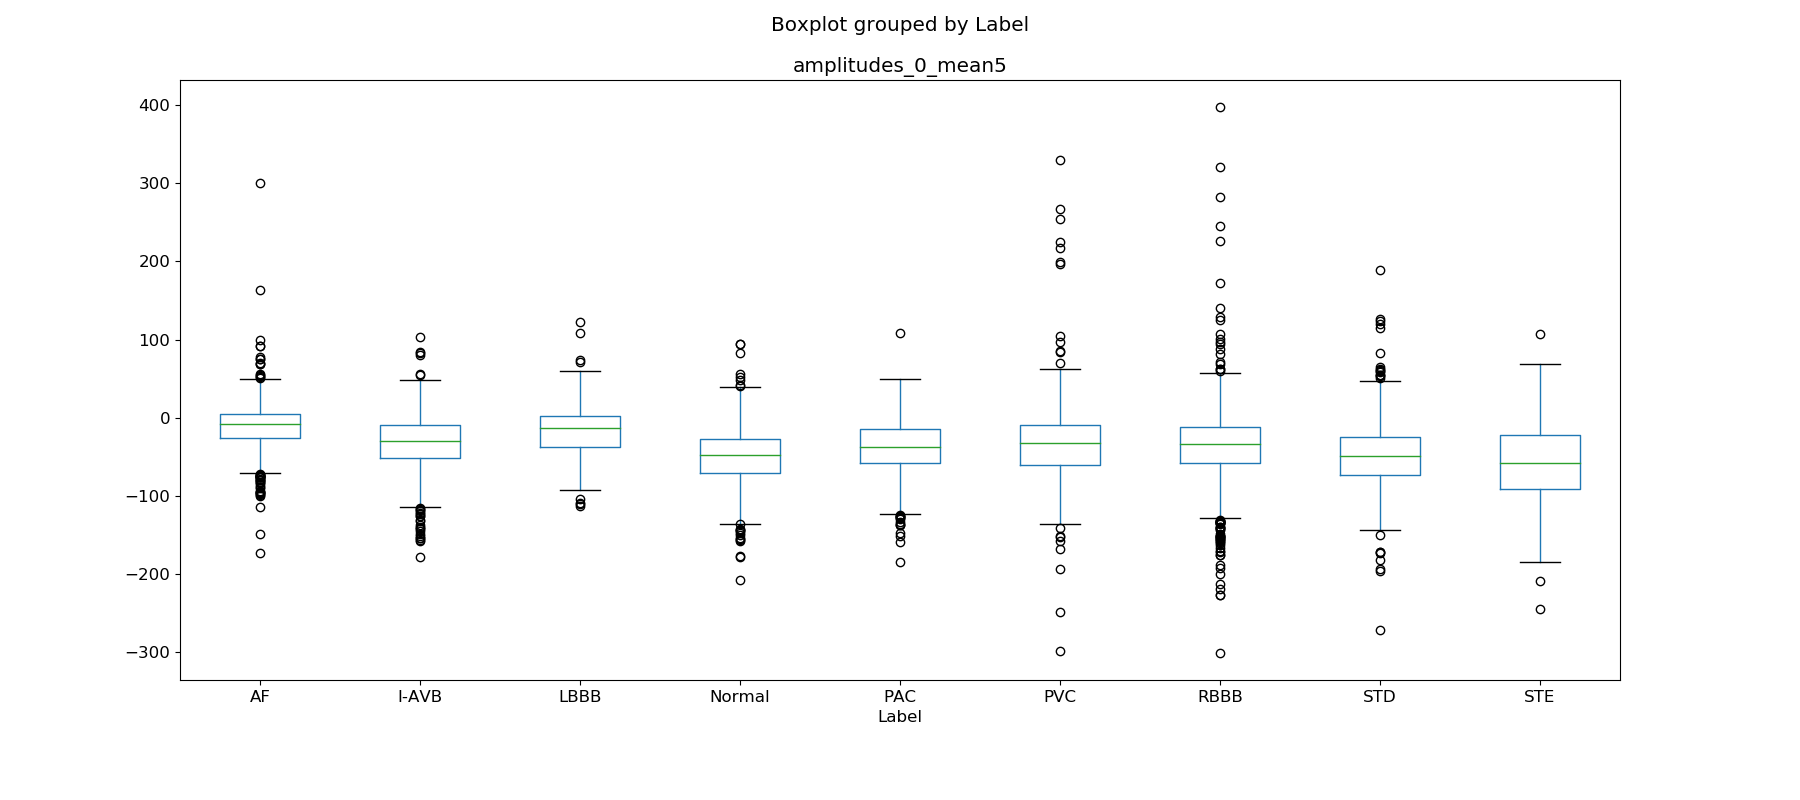 Boxplot grouped by Label
amplitudes_0_mean5
400
300
200
100
0
−100
−200
−300
AF I-AVB LBBB Normal PAC PVC RBBB STD STE
Label